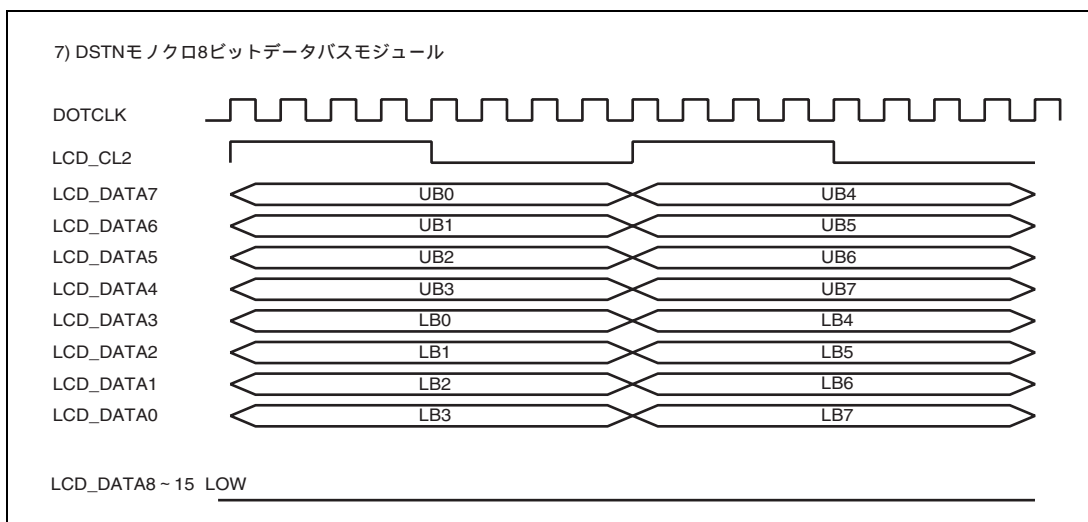 7) DSTNモノクロ8ビットデータバスモジュール
DOTCLK
LCD_CL2
LCD_DATA7 UB0 UB4
LCD_DATA6 UB1 UB5
LCD_DATA5 UB2 UB6
LCD_DATA4 UB3 UB7
LCD_DATA3 LB0 LB4
LCD_DATA2 LB1 LB5
LCD_DATA1 LB2 LB6
LCD_DATA0 LB3 LB7
LCD_DATA8 ~ 15 LOW